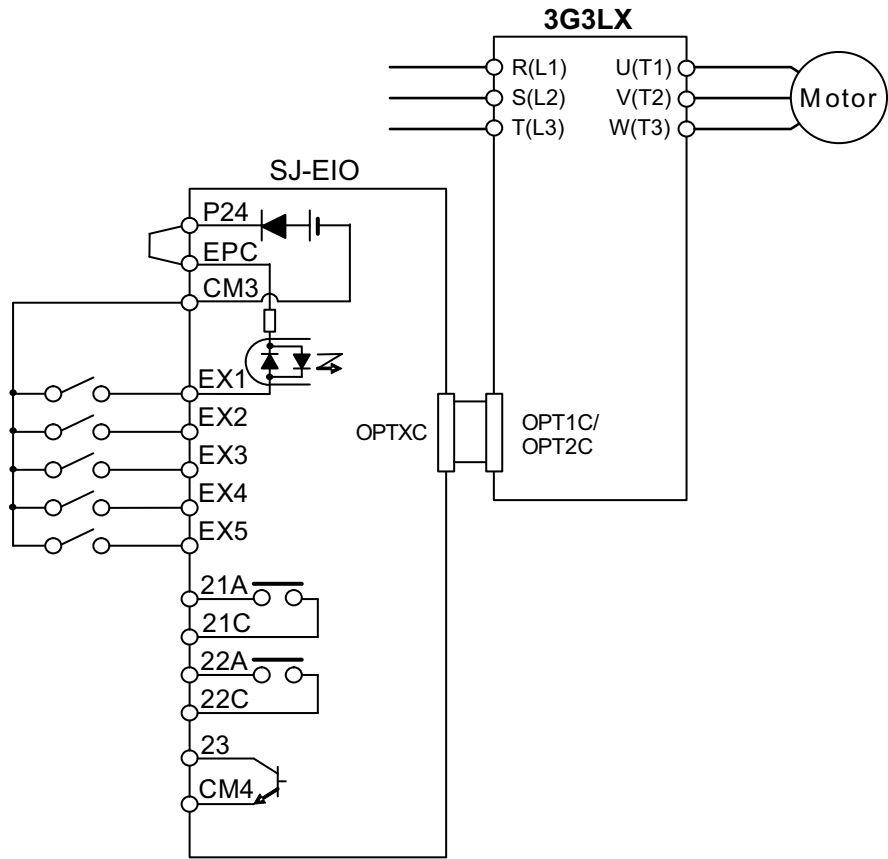 3G3LX
R(L1) U(T1)
S(L2) V(T2)
T(L3) W(T3)
Motor
SJ-EIO
P24
EPC
CM3
EX1
EX2
EX3
EX4
EX5
OPTXC
OPT1C/
OPT2C
21A
21C
22A
22C
23
CM4